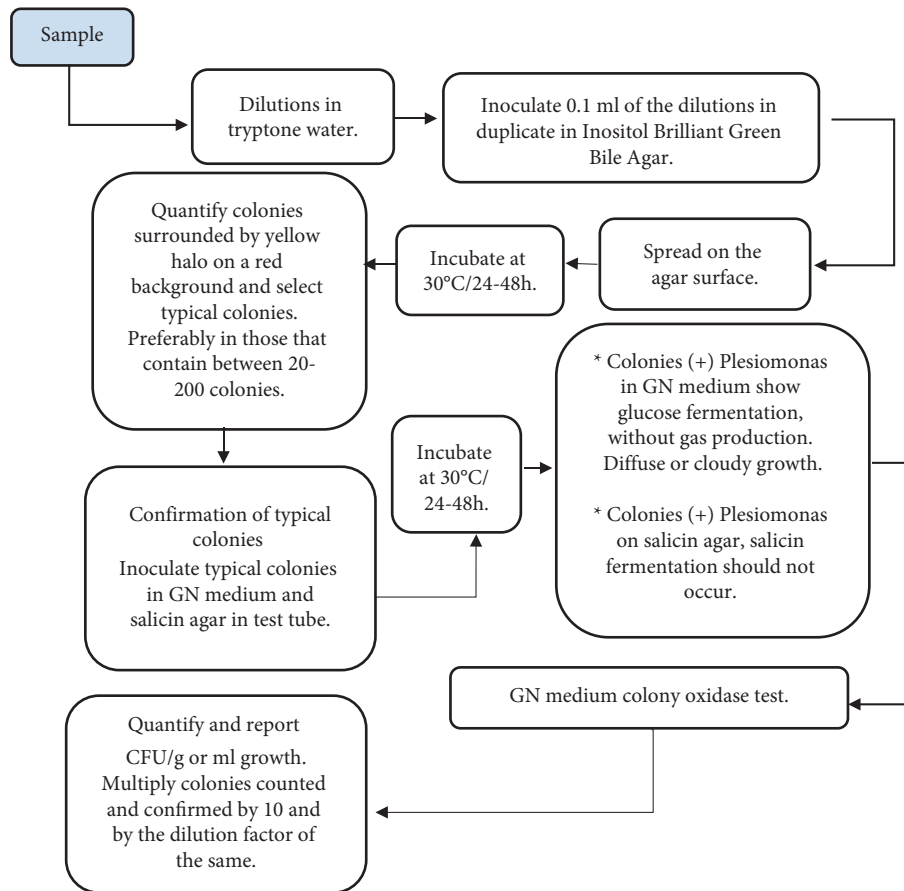 Sample
Dilutions in
tryptone water.
Inoculate 0.1 ml of the dilutions in
duplicate in Inositol Brilliant Green
Bile Agar.
Spread on the
agar surface.
Incubate at
30°C/24-48h.
Quantify colonies
surrounded by yellow
halo on a red
background and select
typical colonies.
Preferably in those that
contain between 20-
200 colonies.
Confirmation of typical
colonies
Inoculate typical colonies
in GN medium and
salicin agar in test tube.
Incubate
at 30°C/
24-48h.
* Colonies (+) Plesiomonas
in GN medium show
glucose fermentation,
without gas production.
Diffuse or cloudy growth.
* Colonies (+) Plesiomonas
on salicin agar, salicin
fermentation should not
occur.
GN medium colony oxidase test.
Quantify and report
CFU/g or ml growth.
Multiply colonies counted
and confirmed by 10 and
by the dilution factor of
the same.